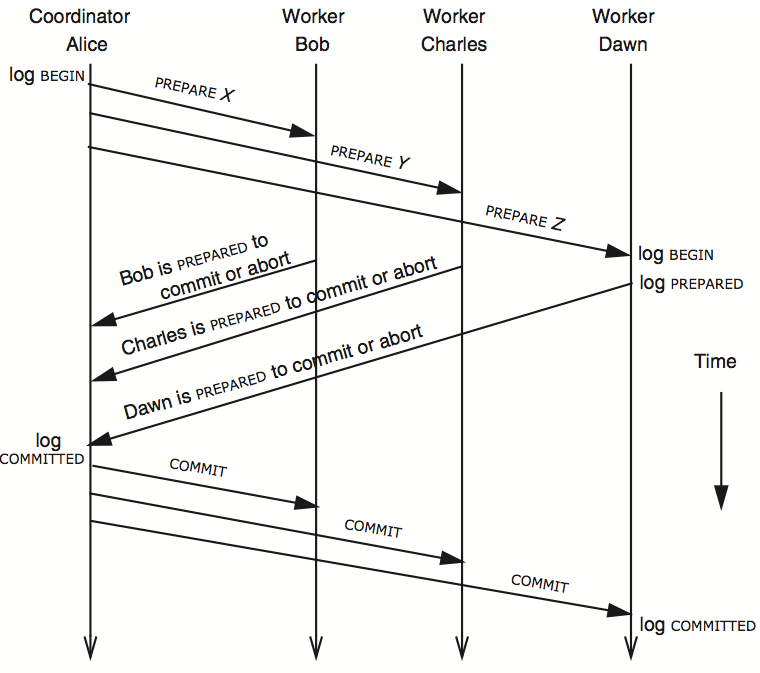 Coordinator
Alice
Worker
Bob
Worker
Charles
Worker
Dawn
log BEGIN
PREPARE X
PREPARE Y
PREPARE Z
log BEGIN
Bob is PREPARED to
commit or abort
log PREPARED
Charles is PREPARED to commit or abort
Dawn is PREPARED to commit or abort
Time
log
COMMITTED
COMMIT
COMMIT
COMMIT
log COMMITTED